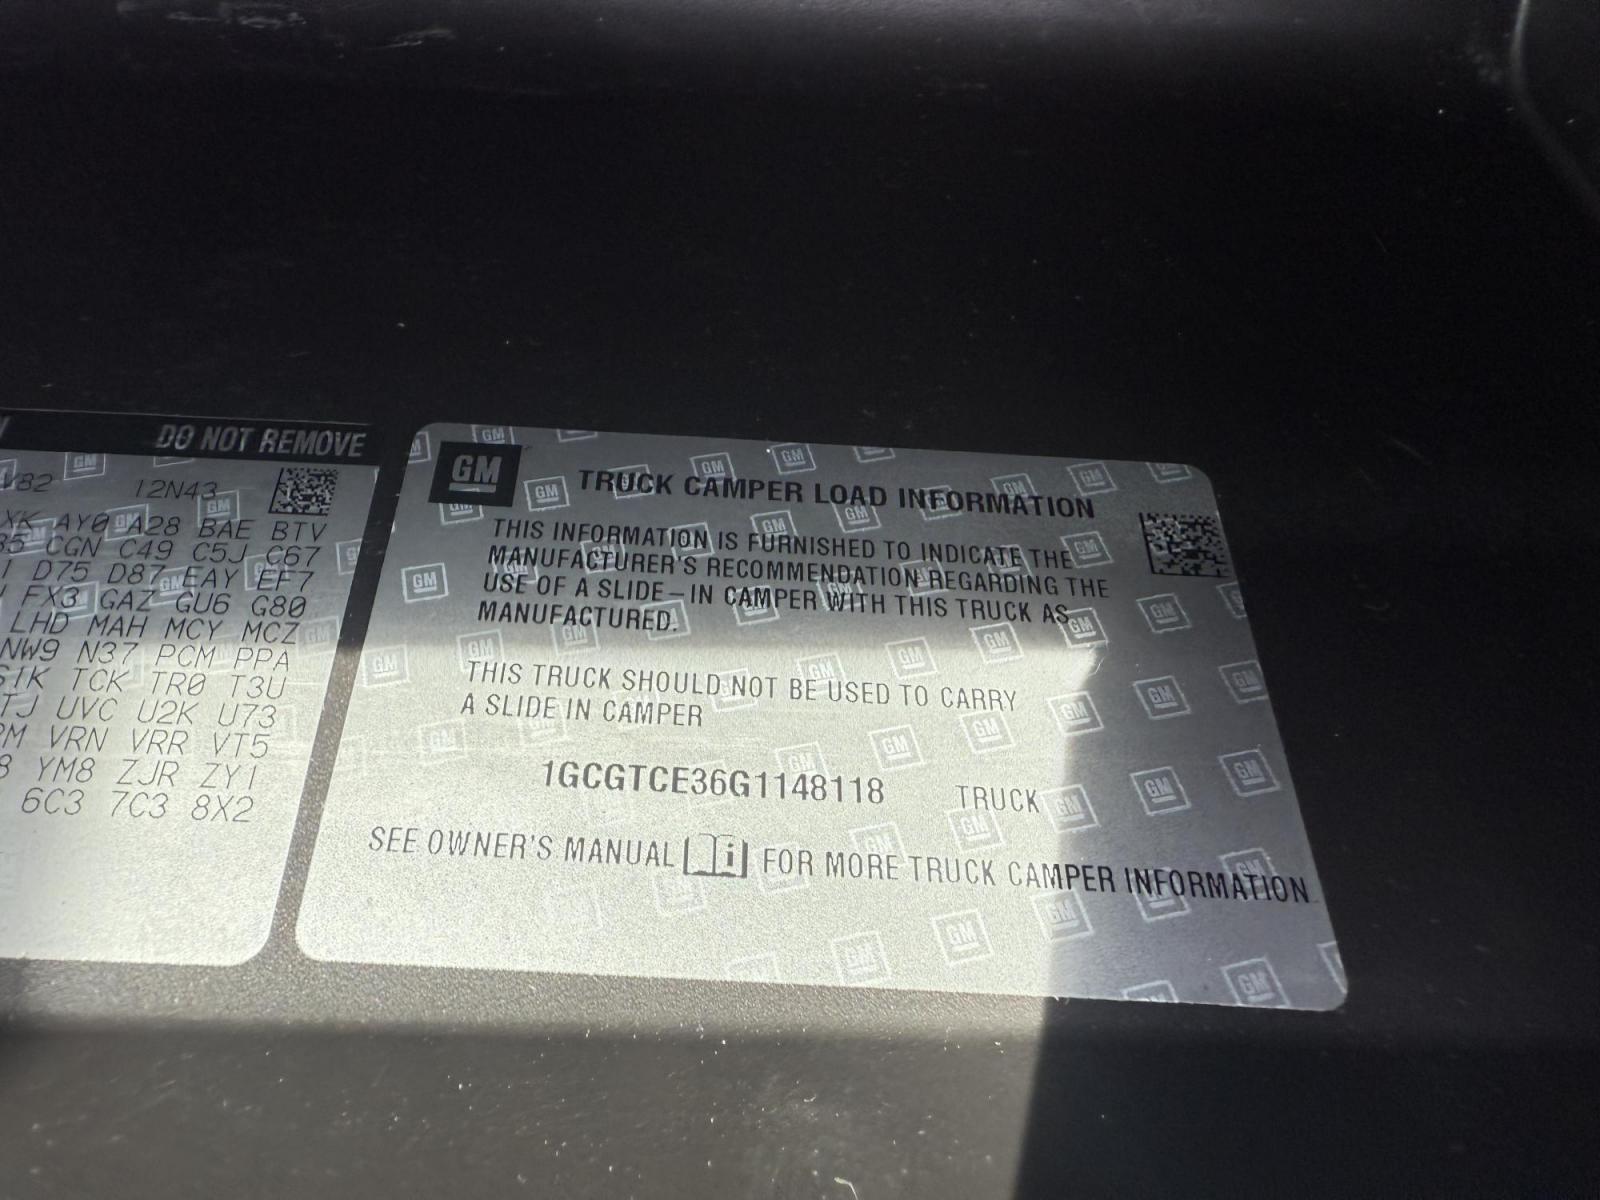 DO NOT REMOVE
V82 12N43
XK AY0 A28 BAE BTV
85 CGN C49 C5J C67
D75 D87 EAY EF7
FX3 GAZ GU6 G80
LHD MAH MCY MCZ
NW9 N37 PCM PPA
TCK TR0 T3U
TJ UVC U2K U73
VRN VRR VT5
YM8 ZJR ZY1
6C3 7C3 8X2
GM
TRUCK CAMPER LOAD INFORMATION
THIS INFORMATION IS FURNISHED TO INDICATE THE
MANUFACTURER'S RECOMMENDATION REGARDING THE
USE OF A SLIDE-IN CAMPER WITH THIS TRUCK AS
MANUFACTURED.
THIS TRUCK SHOULD NOT BE USED TO CARRY
A SLIDE IN CAMPER
1GCGTCE36G1148118 TRUCK
SEE OWNER'S MANUAL i FOR MORE TRUCK CAMPER INFORMATION